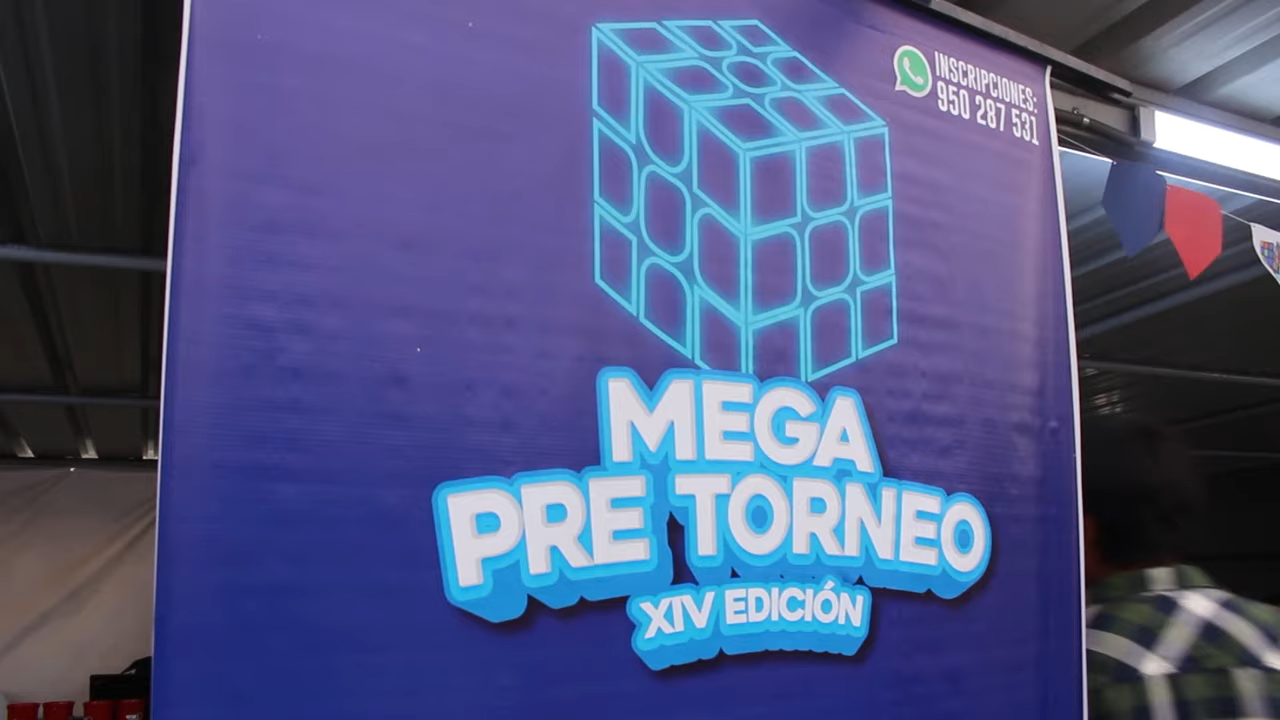 INSCRIPCIONES:
950 287 531
MEGA
PRE TORNEO
XIV EDICIÓN